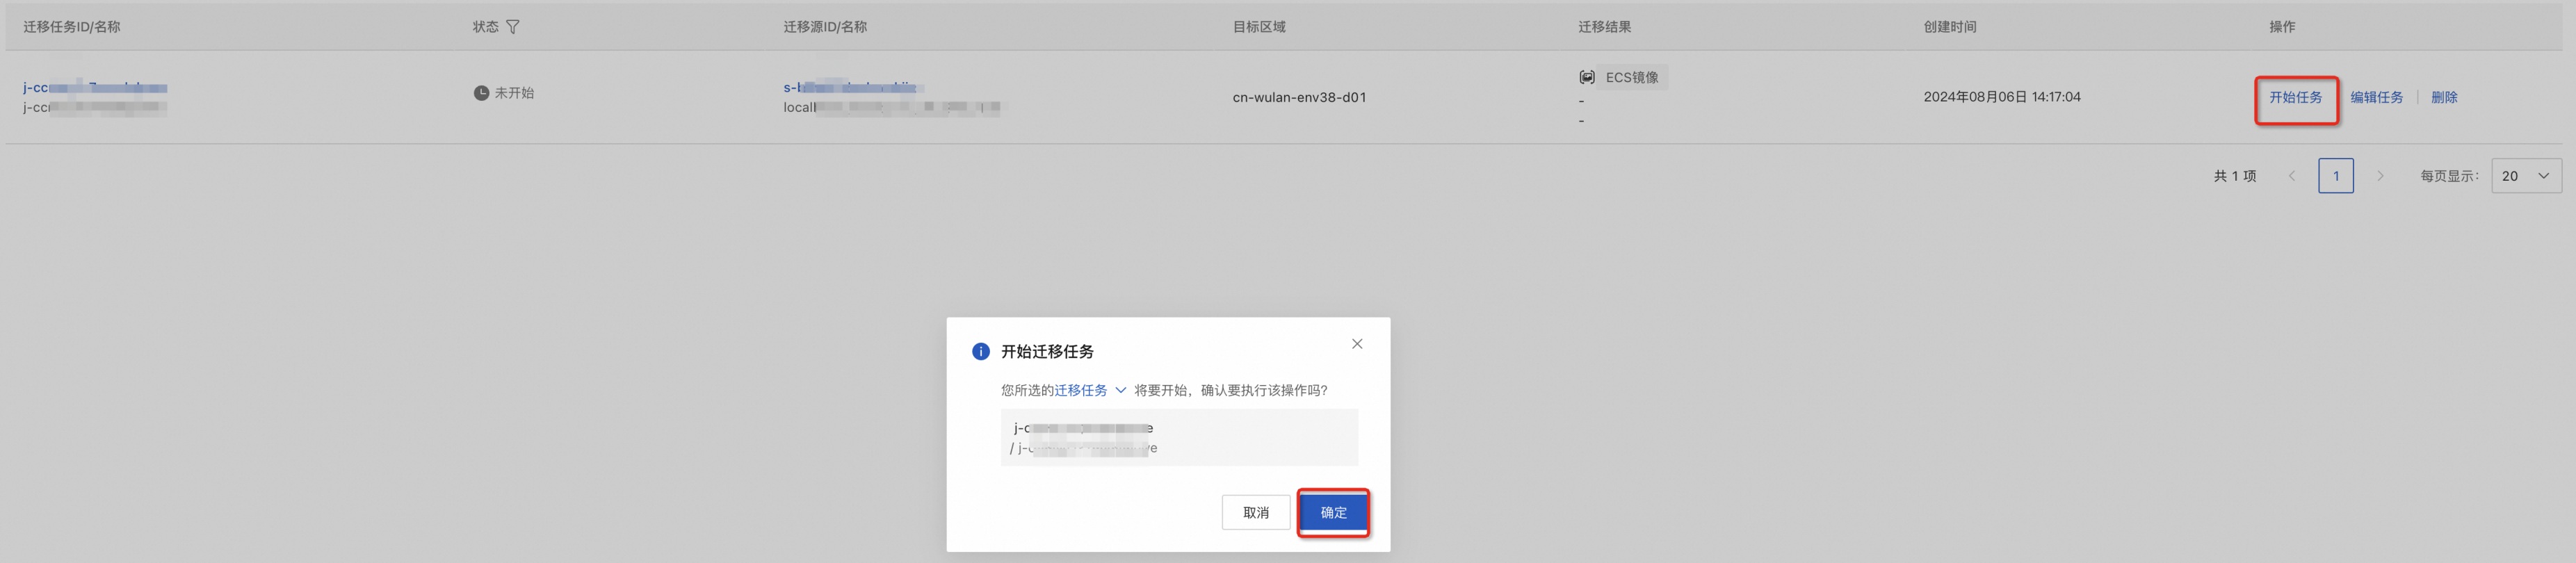 迁移任务ID/名称 状态 迁移源ID/名称 目标区域 迁移结果 创建时间 操作
j-cc
j-cc
未开始
s-
local
cn-wulan-env38-d01
ECS镜像
-
-
2024年08月06日 14:17:04
开始任务 编辑任务 删除
共 1 项 1 每页显示： 20
开始迁移任务
您所选的迁移任务 将要开始，确认要执行该操作吗?
j-c e
/ j-c ve
取消 确定